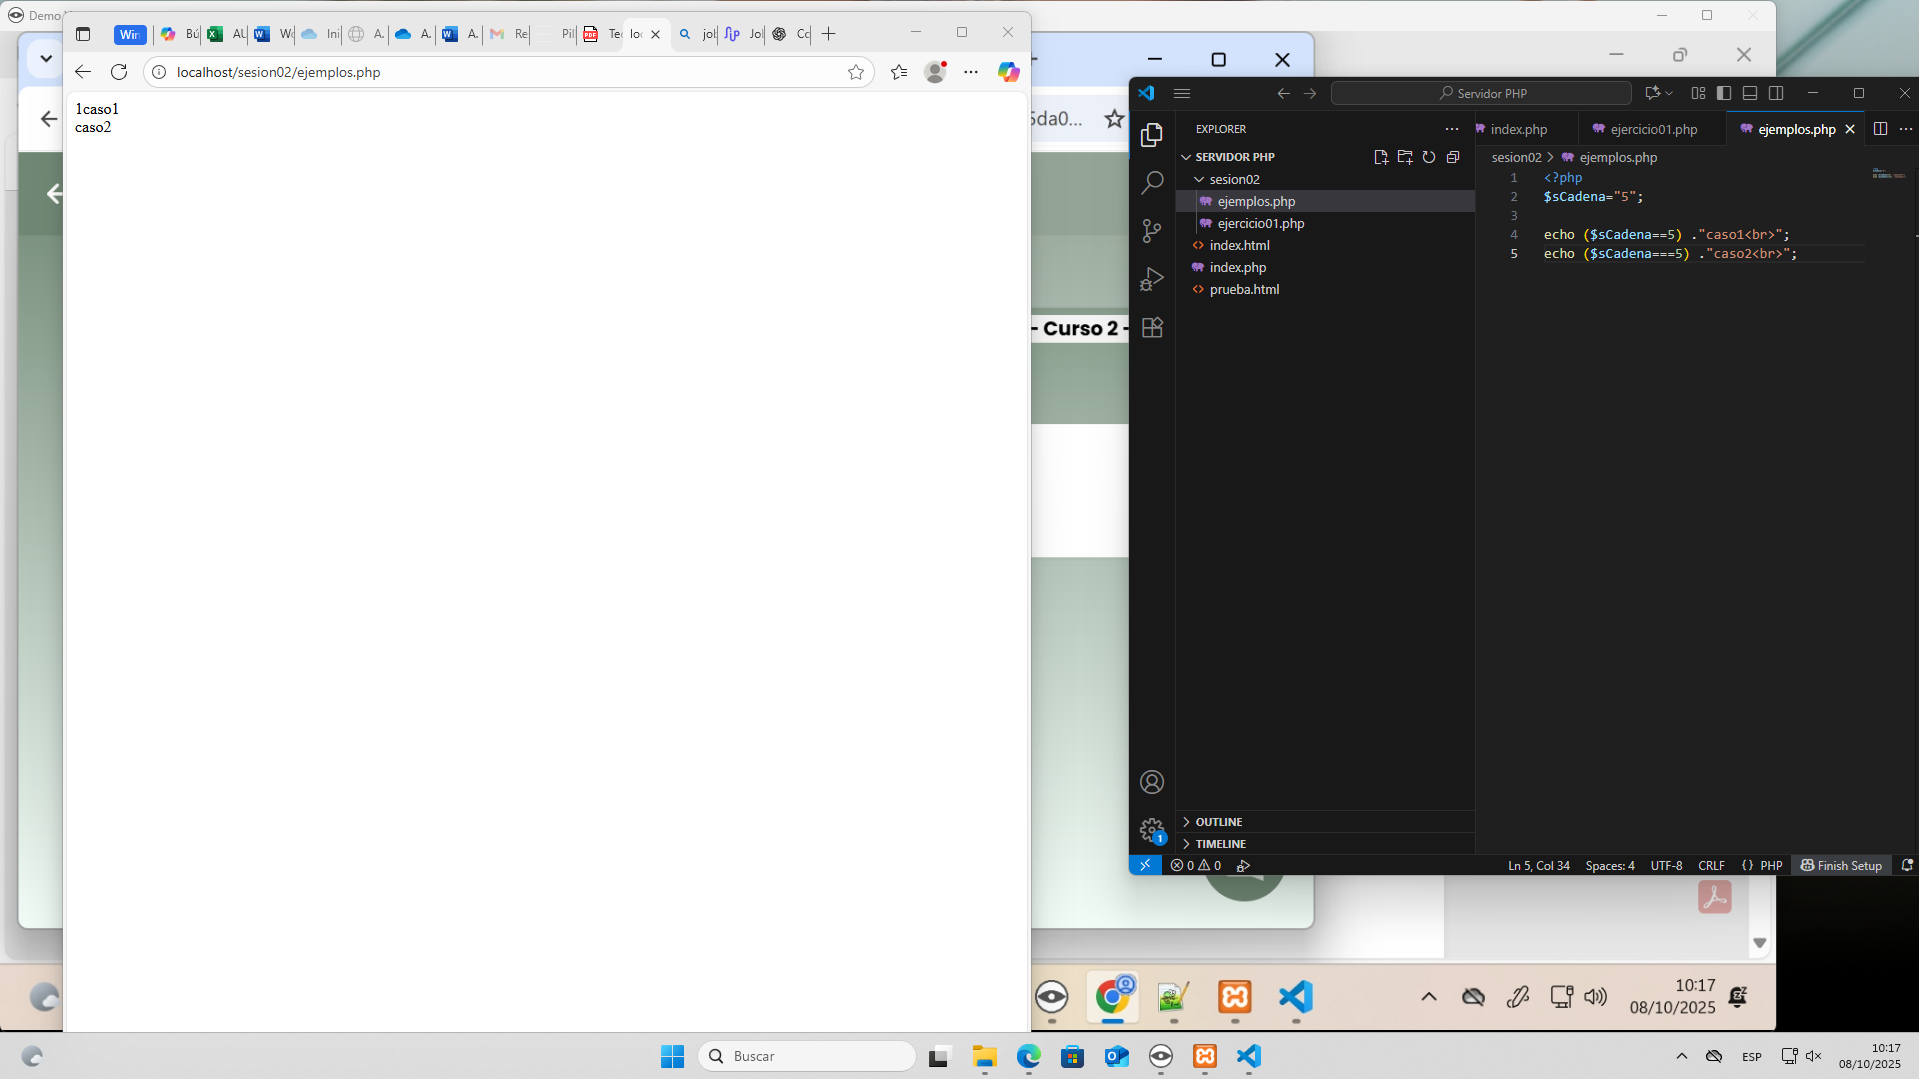 Demo
Wir
Bú
AU
Wo
Ini
A.
A.
A.
Re
Pil
Te
lo
jol
Jol
Cc
localhost/sesion02/ejemplos.php
1caso1
caso2
5da0...
- Curso 2 -
Servidor PHP
EXPLORER
SERVIDOR PHP
sesion02
ejemplos.php
ejercicio01.php
index.html
index.php
prueba.html
OUTLINE
TIMELINE
index.php
ejercicio01.php
ejemplos.php
sesion02 > ejemplos.php
1 <?php
2 $sCadena="5";
3
4 echo ($sCadena==5) ."caso1<br>";
5 echo ($sCadena===5) ."caso2<br>";
1
0 0
Ln 5, Col 34
Spaces: 4
UTF-8
CRLF
{} PHP
Finish Setup
10:17
08/10/2025
Buscar
ESP
10:17
08/10/2025